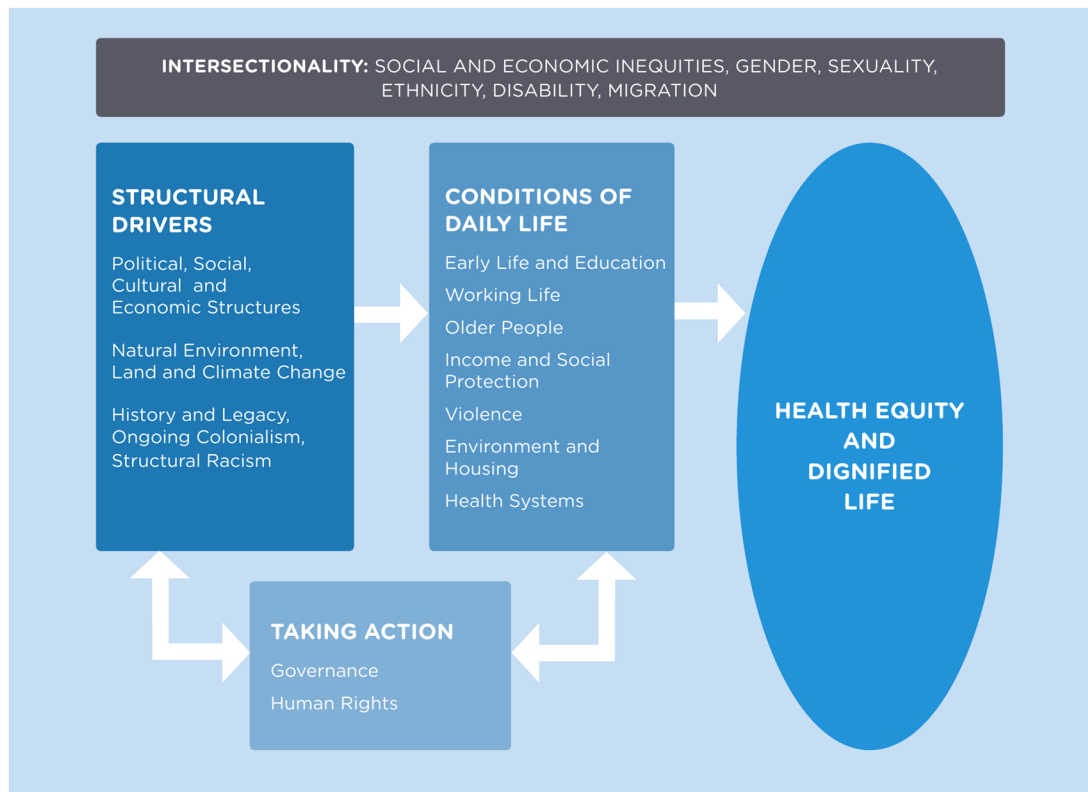 INTERSECTIONALITY: SOCIAL AND ECONOMIC INEQUITIES, GENDER, SEXUALITY,
ETHNICITY, DISABILITY, MIGRATION
STRUCTURAL
DRIVERS
Political, Social,
Cultural and
Economic Structures
Natural Environment,
Land and Climate Change
History and Legacy,
Ongoing Colonialism,
Structural Racism
CONDITIONS OF
DAILY LIFE
Early Life and Education
Working Life
Older People
Income and Social
Protection
Violence
Environment and
Housing
Health Systems
TAKING ACTION
Governance
Human Rights
HEALTH EQUITY
AND
DIGNIFIED
LIFE